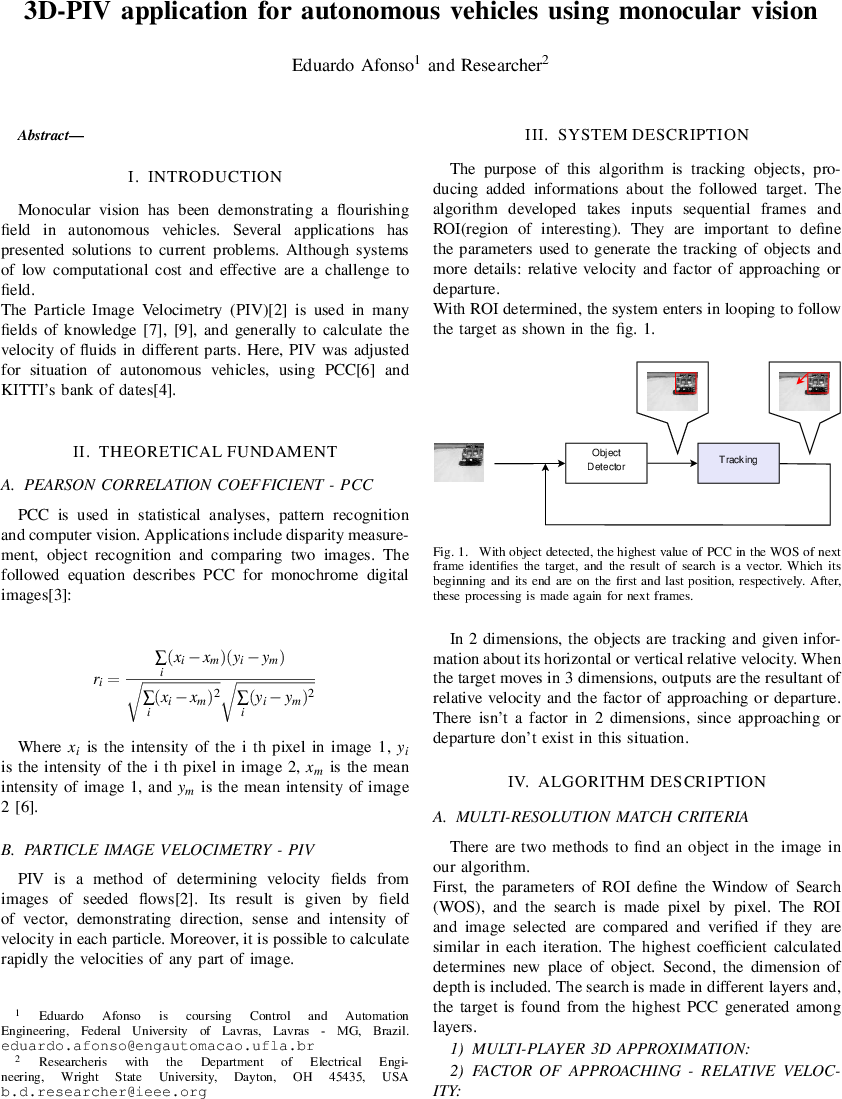 3D-PIV application for autonomous vehicles using monocular vision
Eduardo Afonso1 and Researcher2
Abstract—
I. INTRODUCTION
Monocular vision has been demonstrating a flourishing
field in autonomous vehicles. Several applications has
presented solutions to current problems. Although systems
of low computational cost and effective are a challenge to
field.
The Particle Image Velocimetry (PIV)[2] is used in many
fields of knowledge [7], [9], and generally to calculate the
velocity of fluids in different parts. Here, PIV was adjusted
for situation of autonomous vehicles, using PCC[6] and
KITTI's bank of dates[4].
II. THEORETICAL FUNDAMENT
A. PEARSON CORRELATION COEFFICIENT - PCC
PCC is used in statistical analyses, pattern recognition
and computer vision. Applications include disparity measure-
ment, object recognition and comparing two images. The
followed equation describes PCC for monochrome digital
images[3]:
r_i = ∑_i (x_i − x_m)(y_i − y_m) / √(∑_i (x_i − x_m)^2) √(∑_i (y_i − y_m)^2)
Where x_i is the intensity of the i th pixel in image 1, y_i
is the intensity of the i th pixel in image 2, x_m is the mean
intensity of image 1, and y_m is the mean intensity of image
2 [6].
B. PARTICLE IMAGE VELOCIMETRY - PIV
PIV is a method of determining velocity fields from
images of seeded flows[2]. Its result is given by field
of vector, demonstrating direction, sense and intensity of
velocity in each particle. Moreover, it is possible to calculate
rapidly the velocities of any part of image.
1 Eduardo Afonso is coursing Control and Automation
Engineering, Federal University of Lavras, Lavras - MG, Brazil.
eduardo.afonso@engautomacao.ufla.br
2 Researcheris with the Department of Electrical Engi-
neering, Wright State University, Dayton, OH 45435, USA
b.d.researcher@ieee.org
III. SYSTEM DESCRIPTION
The purpose of this algorithm is tracking objects, pro-
ducing added informations about the followed target. The
algorithm developed takes inputs sequential frames and
ROI(region of interesting). They are important to define
the parameters used to generate the tracking of objects and
more details: relative velocity and factor of approaching or
departure.
With ROI determined, the system enters in looping to follow
the target as shown in the fig. 1.
Object
Detector
Tracking
Fig. 1. With object detected, the highest value of PCC in the WOS of next
frame identifies the target, and the result of search is a vector. Which its
beginning and its end are on the first and last position, respectively. After,
these processing is made again for next frames.
In 2 dimensions, the objects are tracking and given infor-
mation about its horizontal or vertical relative velocity. When
the target moves in 3 dimensions, outputs are the resultant of
relative velocity and the factor of approaching or departure.
There isn't a factor in 2 dimensions, since approaching or
departure don't exist in this situation.
IV. ALGORITHM DESCRIPTION
A. MULTI-RESOLUTION MATCH CRITERIA
There are two methods to find an object in the image in
our algorithm.
First, the parameters of ROI define the Window of Search
(WOS), and the search is made pixel by pixel. The ROI
and image selected are compared and verified if they are
similar in each iteration. The highest coefficient calculated
determines new place of object. Second, the dimension of
depth is included. The search is made in different layers and,
the target is found from the highest PCC generated among
layers.
1) MULTI-PLAYER 3D APPROXIMATION:
2) FACTOR OF APPROACHING - RELATIVE VELOC-
ITY: